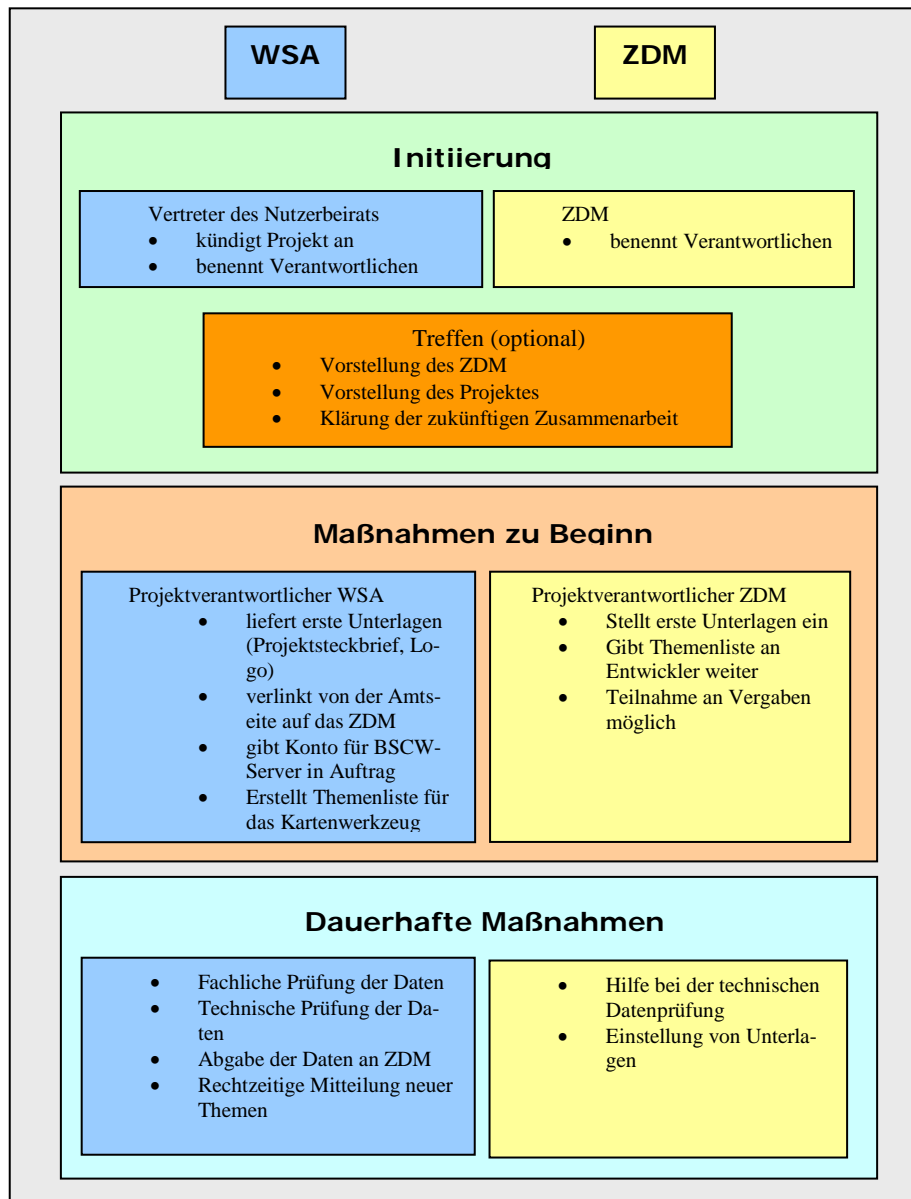 WSA
ZDM
Initiierung
Vertreter des Nutzerbeirats
• kündigt Projekt an
• benennt Verantwortlichen
ZDM
• benennt Verantwortlichen
Treffen (optional)
• Vorstellung des ZDM
• Vorstellung des Projektes
• Klärung der zukünftigen Zusammenarbeit
Maßnahmen zu Beginn
Projektverantwortlicher WSA
• liefert erste Unterlagen
(Projektsteckbrief, Lo-
go)
• verlinkt von der Amts-
seite auf das ZDM
• gibt Konto für BSCW-
Server in Auftrag
• Erstellt Themenliste für
das Kartenwerkzeug
Projektverantwortlicher ZDM
• Stellt erste Unterlagen ein
• Gibt Themenliste an
Entwickler weiter
• Teilnahme an Vergaben
möglich
Dauerhafte Maßnahmen
• Fachliche Prüfung der Daten
• Technische Prüfung der Da-
ten
• Abgabe der Daten an ZDM
• Rechtzeitige Mitteilung neuer
Themen
• Hilfe bei der technischen
Datenprüfung
• Einstellung von Unterla-
gen